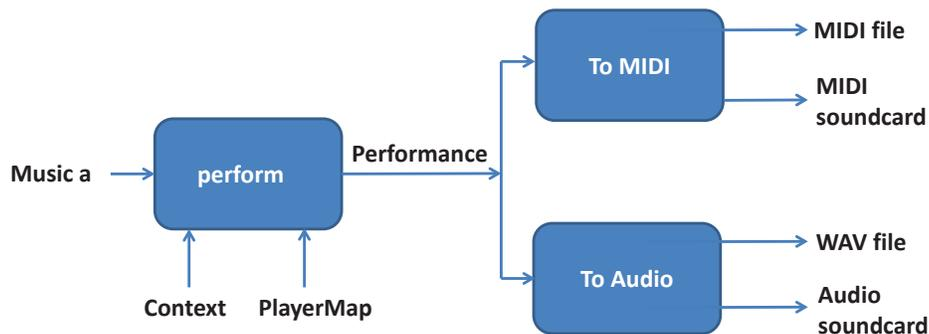 Music a
perform
Context
PlayerMap
Performance
To MIDI
MIDI file
MIDI
soundcard
To Audio
WAV file
Audio
soundcard